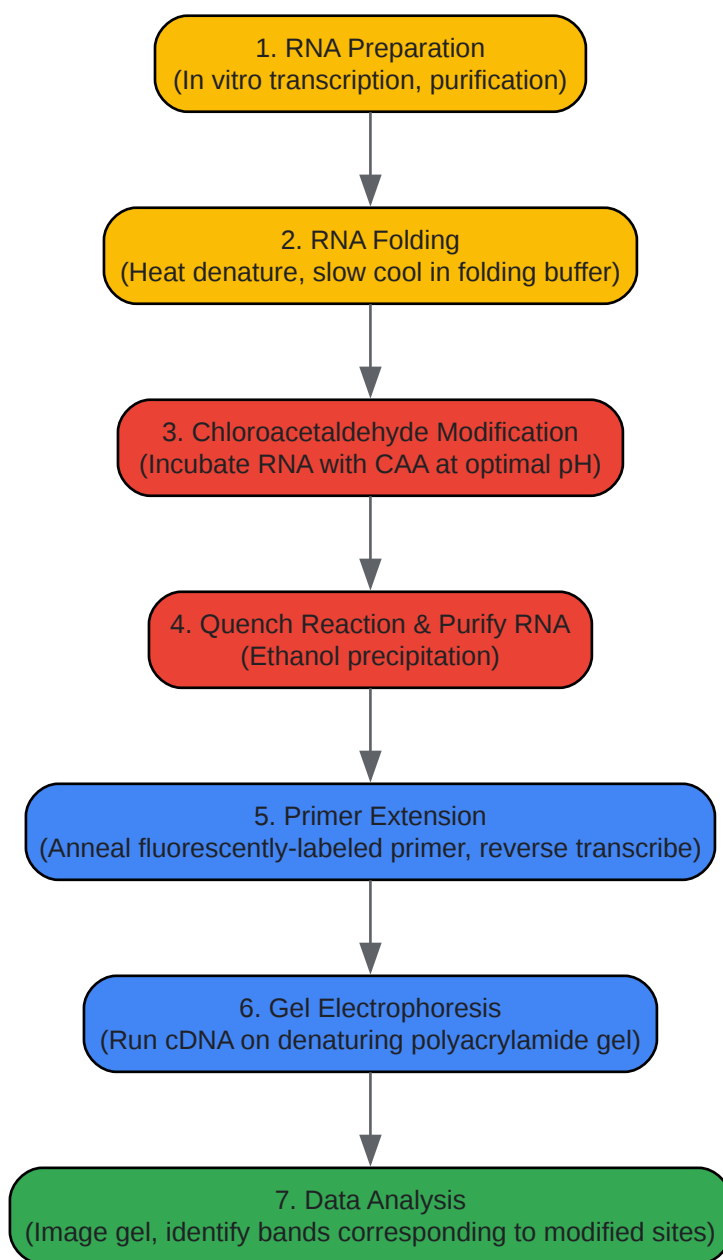 1. RNA Preparation
(In vitro transcription, purification)
2. RNA Folding
(Heat denature, slow cool in folding buffer)
3. Chloroacetaldehyde Modification
(Incubate RNA with CAA at optimal pH)
4. Quench Reaction & Purify RNA
(Ethanol precipitation)
5. Primer Extension
(Anneal fluorescently-labeled primer, reverse transcribe)
6. Gel Electrophoresis
(Run cDNA on denaturing polyacrylamide gel)
7. Data Analysis
(Image gel, identify bands corresponding to modified sites)